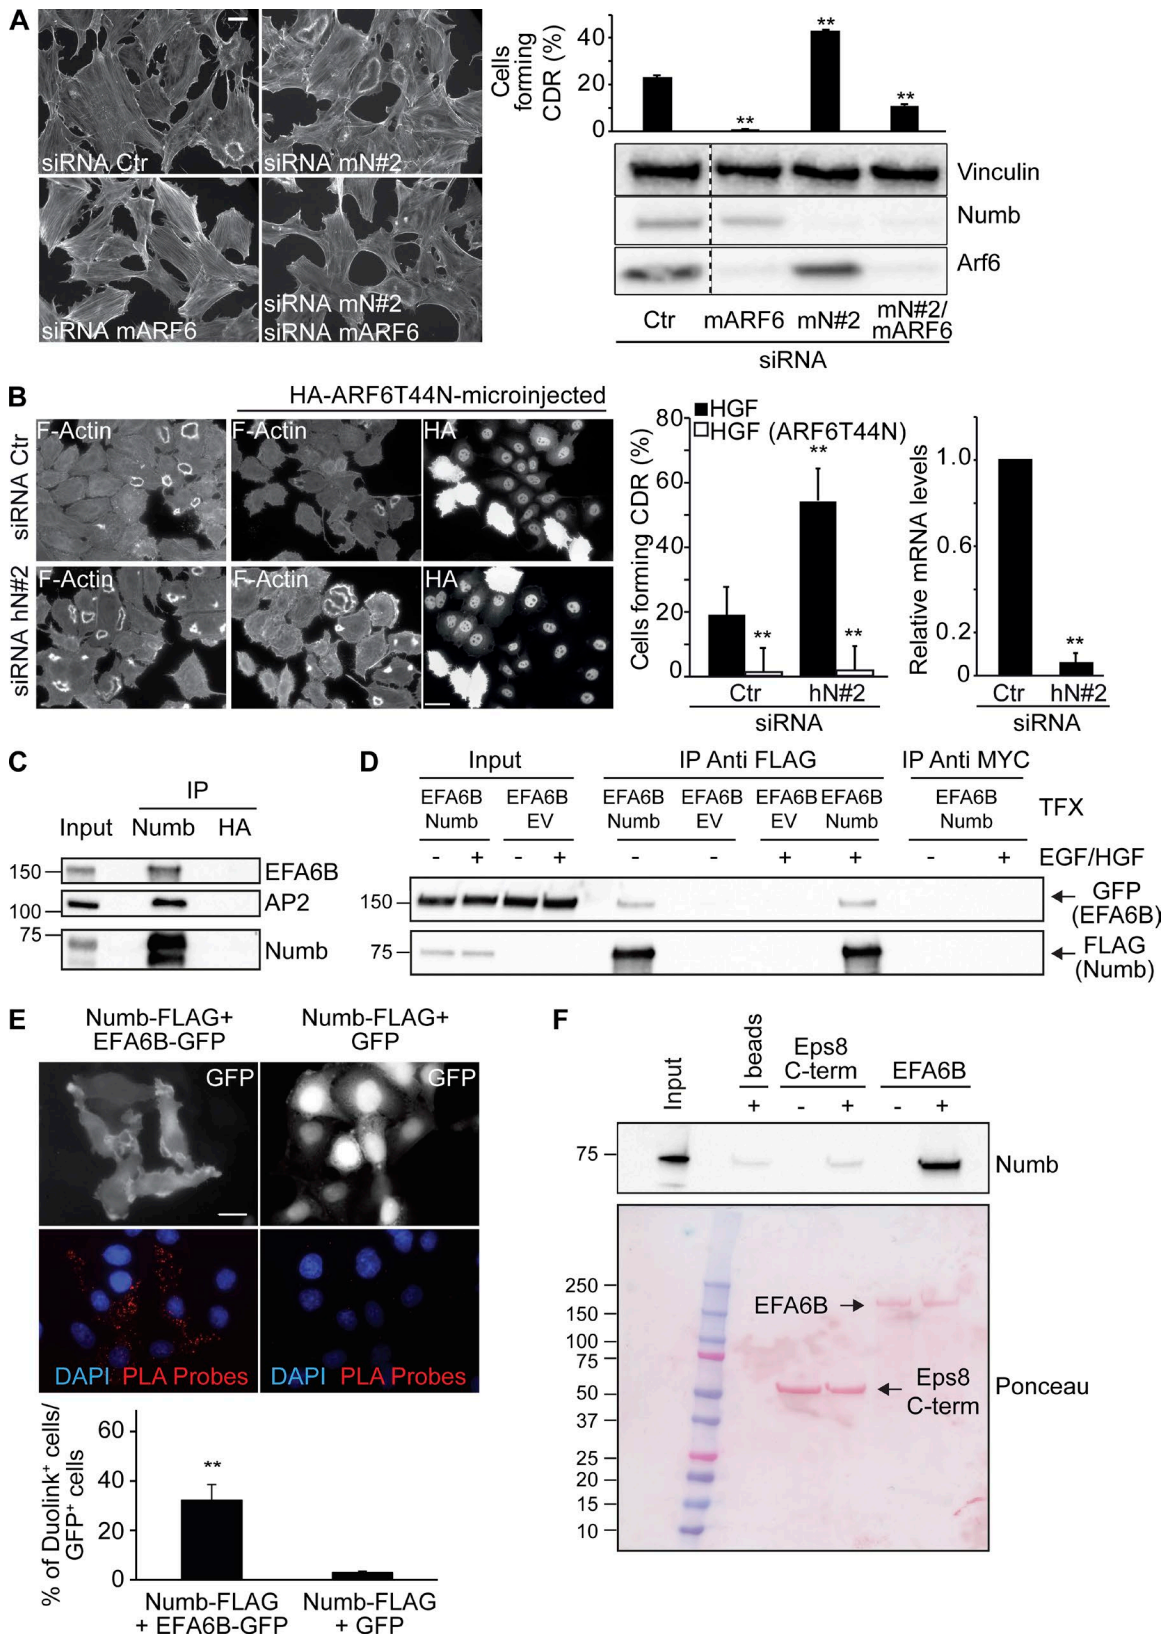 A
siRNA Ctr
siRNA mN#2
siRNA mARF6
siRNA mN#2
siRNA mARF6
Cells
forming
CDR (%)
40
20
0
**
**
**
Vinculin
Numb
Arf6
Ctr
mARF6
mN#2
mN#2/
mARF6
siRNA
B
HA-ARF6T44N-microinjected
siRNA Ctr
F-Actin
F-Actin
HA
siRNA hN#2
F-Actin
F-Actin
HA
HGF
HGF (ARF6T44N)
Cells forming CDR (%)
80
60
40
20
0
**
**
**
Ctr
hN#2
siRNA
Relative mRNA levels
1.0
0.6
0.2
0
**
Ctr
hN#2
siRNA
C
IP
Input
Numb
HA
150
EFA6B
100
AP2
75
Numb
D
Input
IP Anti FLAG
IP Anti MYC
EFA6B
Numb
EFA6B
EV
EFA6B
Numb
EFA6B
EV
EFA6B
EV
EFA6B
Numb
EFA6B
Numb
TFX
- + - + - - + + - +
EGF/HGF
150
GFP
(EFA6B)
75
FLAG
(Numb)
E
Numb-FLAG+
EFA6B-GFP
Numb-FLAG+
GFP
GFP
GFP
DAPI PLA Probes
DAPI PLA Probes
% of Duolink+ cells/
GFP+ cells
60
40
20
0
**
Numb-FLAG
+ EFA6B-GFP
Numb-FLAG
+ GFP
F
Input
beads
Eps8
C-term
EFA6B
+ - + - +
75
Numb
250
150
100
75
50
37
25
20
15
10
EFA6B
Eps8
C-term
Ponceau